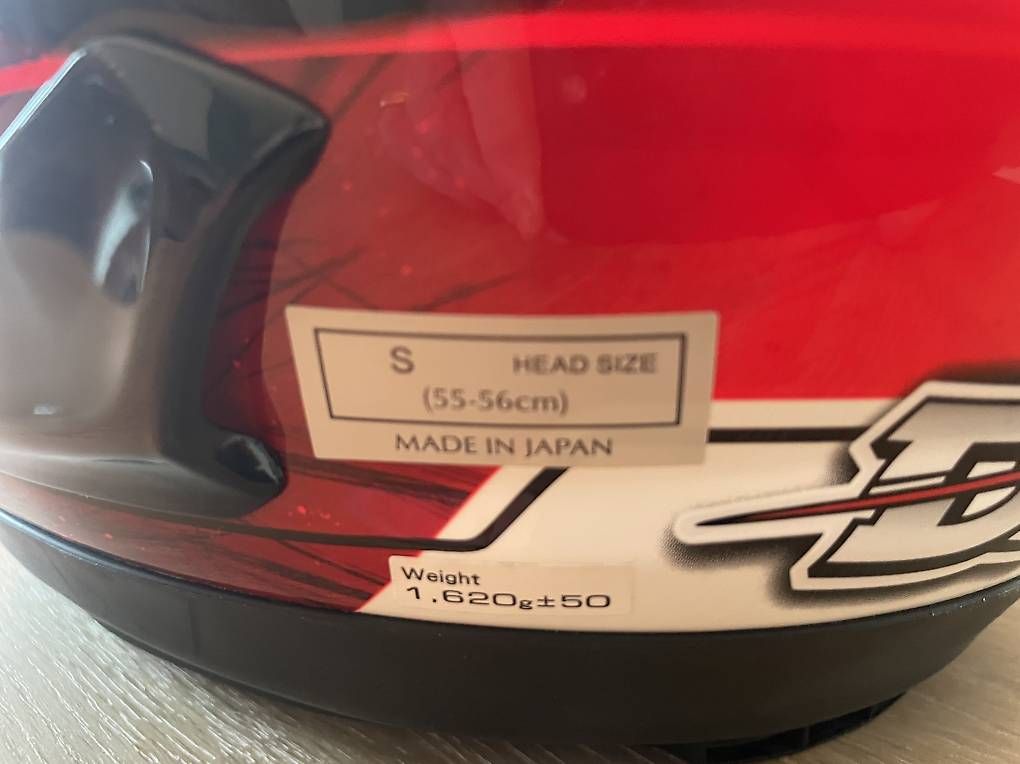 S HEAD SIZE
(55-56cm)
MADE IN JAPAN
D
Weight
1.620g±50